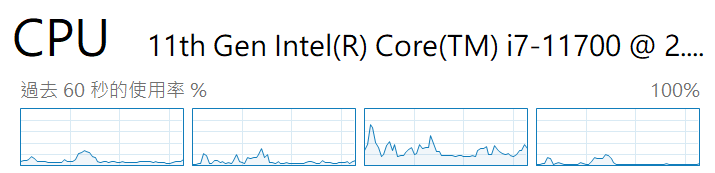 CPU 11th Gen Intel(R) Core(TM) i7-11700 @ 2....
過去 60 秒的使用率 % 100%